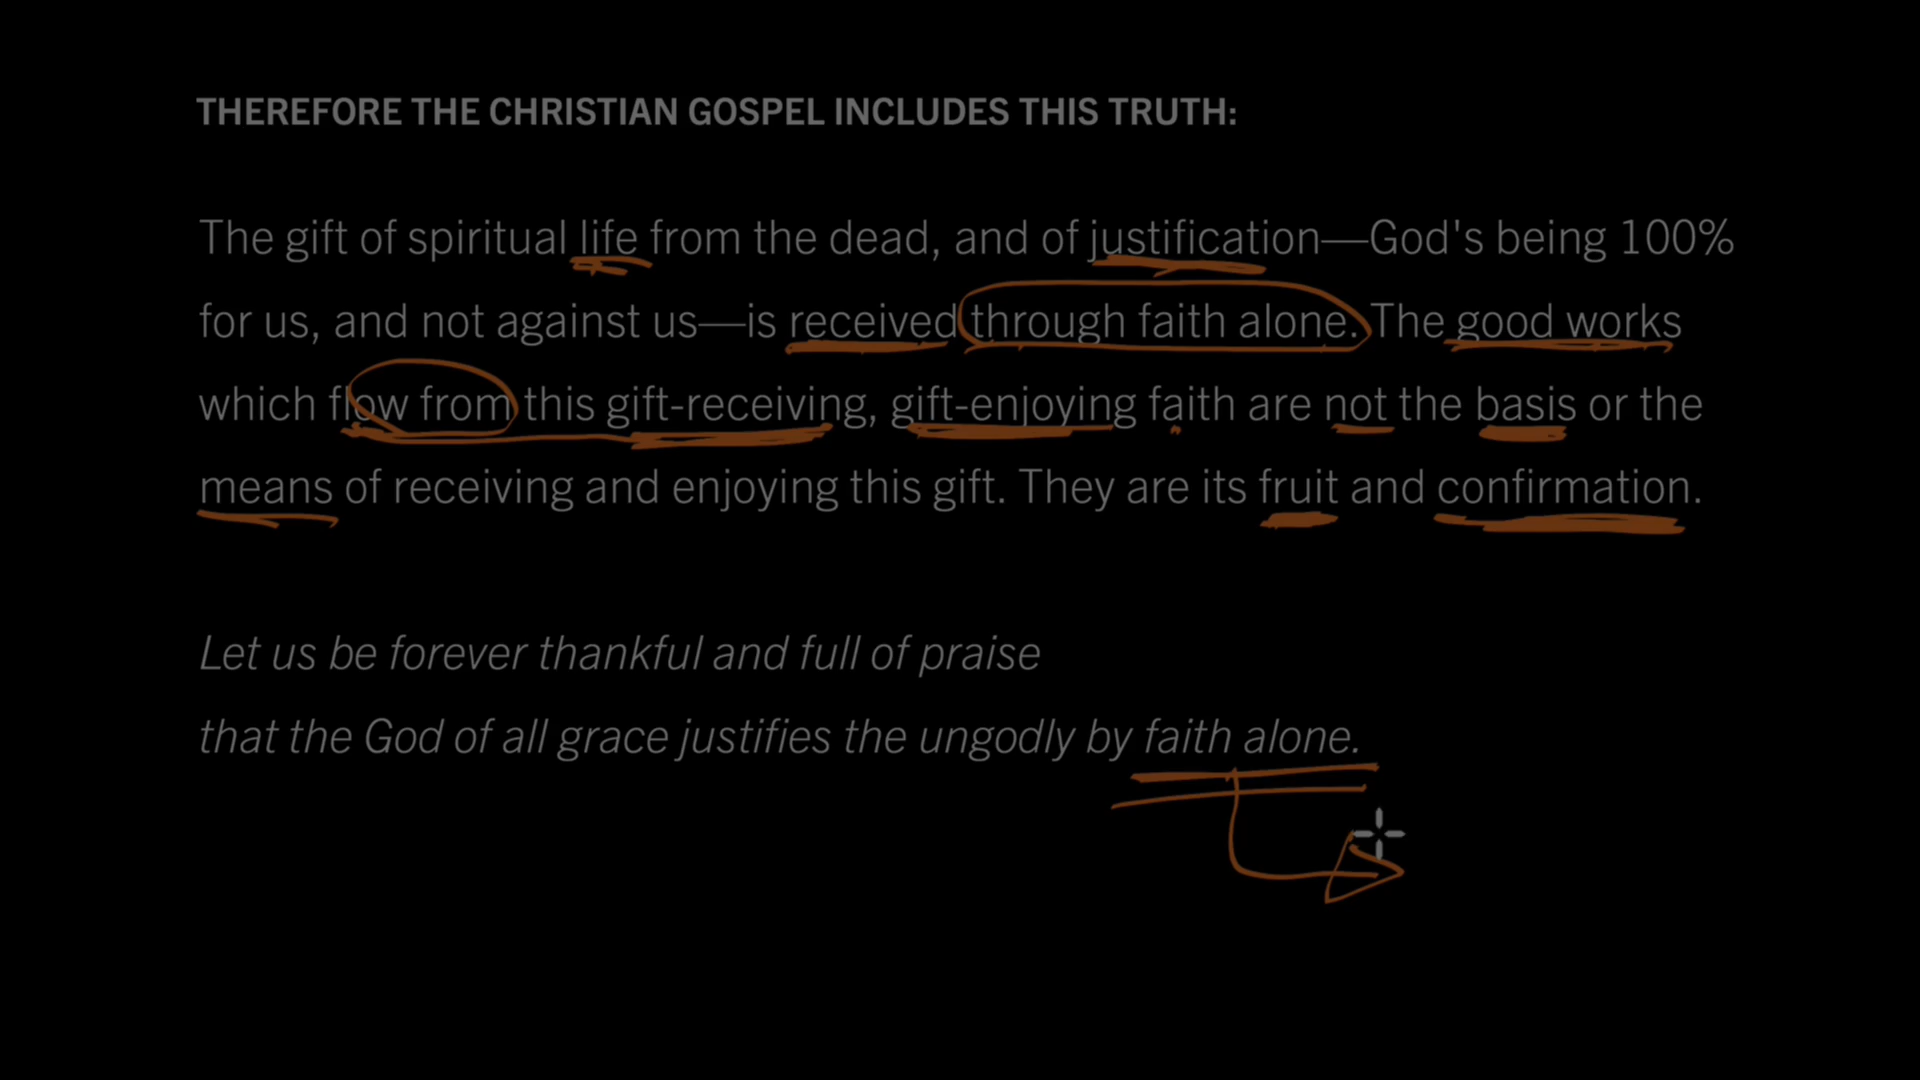 THEREFORE THE CHRISTIAN GOSPEL INCLUDES THIS TRUTH:
The gift of spiritual life from the dead, and of justification—God's being 100%
for us, and not against us—is received through faith alone. The good works
which flow from this gift-receiving, gift-enjoying faith are not the basis or the
means of receiving and enjoying this gift. They are its fruit and confirmation.
Let us be forever thankful and full of praise
that the God of all grace justifies the ungodly by faith alone.